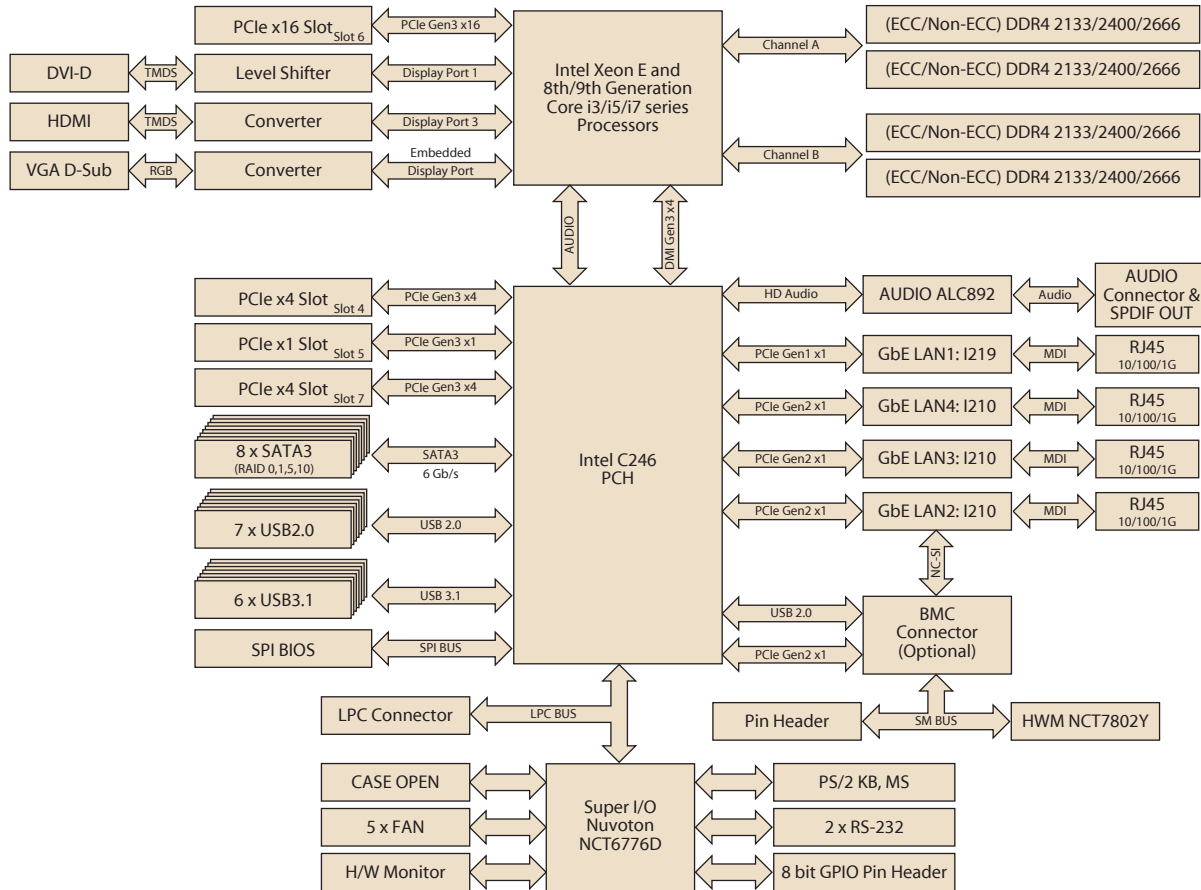 PCIe x16 Slot Slot 6
PCIe Gen3 x16
DVI-D
TMDS
Level Shifter
Display Port 1
HDMI
TMDS
Converter
Display Port 3
VGA D-Sub
RGB
Converter
Embedded
Display Port
Intel Xeon E and
8th/9th Generation
Core i3/i5/i7 series
Processors
Channel A
(ECC/Non-ECC) DDR4 2133/2400/2666
(ECC/Non-ECC) DDR4 2133/2400/2666
Channel B
(ECC/Non-ECC) DDR4 2133/2400/2666
(ECC/Non-ECC) DDR4 2133/2400/2666
AUDIO
DMI Gen3 x4
PCIe x4 Slot Slot 4
PCIe Gen3 x4
PCIe x1 Slot Slot 5
PCIe Gen3 x1
PCIe x4 Slot Slot 7
PCIe Gen3 x4
8 x SATA3
(RAID 0,1,5,10)
SATA3
6 Gb/s
7 x USB2.0
USB 2.0
6 x USB3.1
USB 3.1
SPI BIOS
SPI BUS
Intel C246
PCH
HD Audio
AUDIO ALC892
Audio
AUDIO
Connector &
SPDIF OUT
PCIe Gen1 x1
GbE LAN1: I219
MDI
RJ45
10/100/1G
PCIe Gen2 x1
GbE LAN4: I210
MDI
RJ45
10/100/1G
PCIe Gen2 x1
GbE LAN3: I210
MDI
RJ45
10/100/1G
PCIe Gen2 x1
GbE LAN2: I210
MDI
RJ45
10/100/1G
NC-SI
USB 2.0
PCIe Gen2 x1
BMC
Connector
(Optional)
LPC Connector
LPC BUS
Pin Header
SM BUS
HWM NCT7802Y
CASE OPEN
5 x FAN
H/W Monitor
Super I/O
Nuvoton
NCT6776D
PS/2 KB, MS
2 x RS-232
8 bit GPIO Pin Header